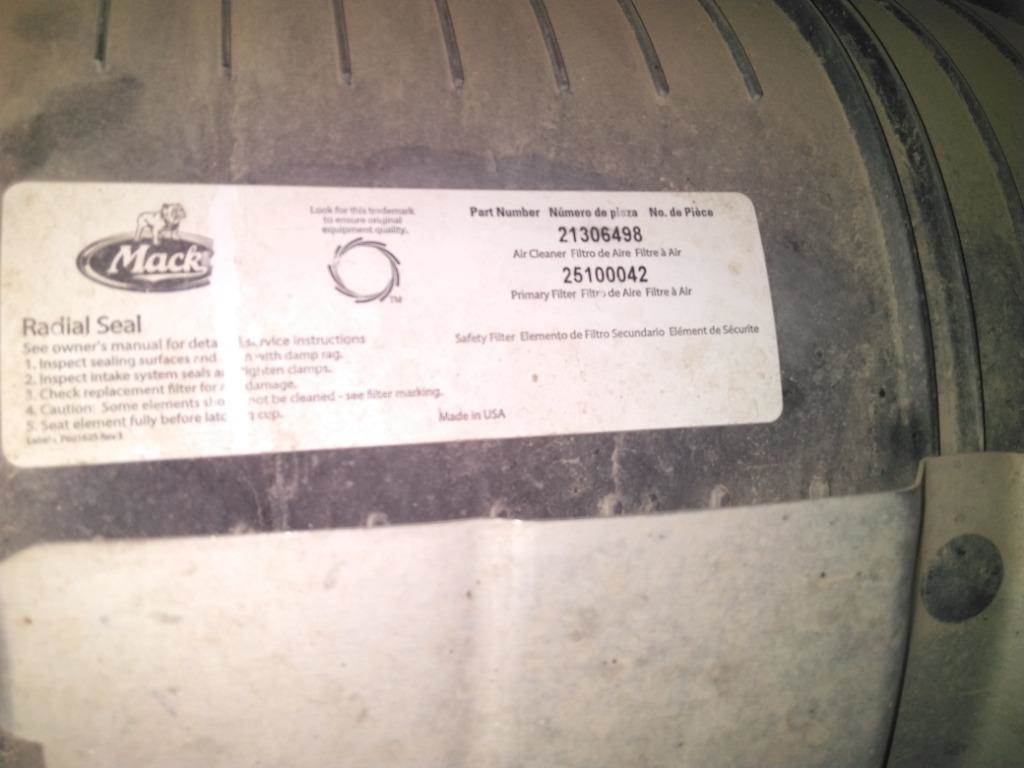 Mack
Look for this trademark
to ensure original
equipment quality.
TM
Part Number Número de pieza No. de Pièce
21306498
Air Cleaner Filtro de Aire Filtre à Air
25100042
Primary Filter Filtro de Aire Filtre à Air
Safety Filter Elemento de Filtro Secundario Elément de Sécurite
Radial Seal
See owner's manual for service instructions
1. Inspect sealing surfaces and with damp rag.
2. Inspect intake system seals tighten clamps.
3. Check replacement filter for damage.
4. Caution: Some elements not be cleaned - see filter marking.
5. Seat element fully before cup.
Made in USA